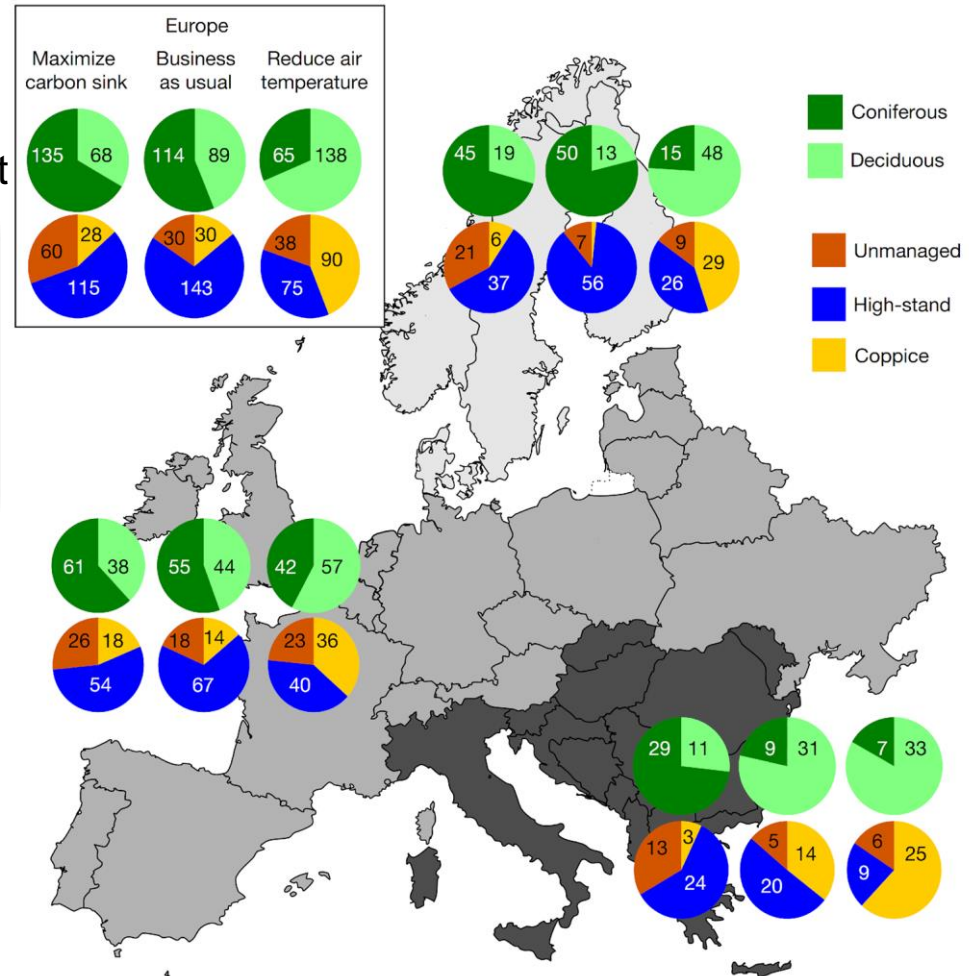 Europe
Maximize carbon sink
Business as usual
Reduce air temperature
135 68
114 89
65 138
60 28 115
30 30 143
38 90 75
t
45 19
50 13
15 48
21 6 37
7 56
9 29 26
Coniferous
Deciduous
Unmanaged
High-stand
Coppice
61 38
55 44
42 57
26 18 54
18 14 67
23 36 40
29 11
9 31
7 33
13 3 24
5 14 20
6 25 9